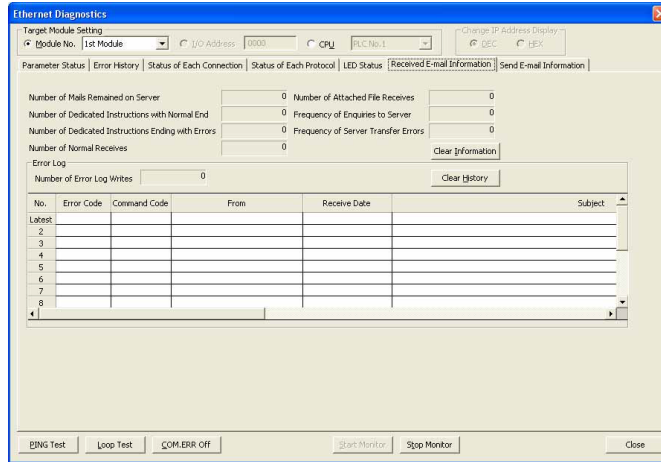 Ethernet Diagnostics
Target Module Setting
Module No. 1st Module I/O Address 0000 CPU PLC No.1
Change IP Address Display
DEC HEX
Parameter Status Error History Status of Each Connection Status of Each Protocol LED Status Received E-mail Information Send E-mail Information
Number of Mails Remained on Server 0 Number of Attached File Receives 0
Number of Dedicated Instructions with Normal End 0 Frequency of Enquiries to Server 0
Number of Dedicated Instructions Ending with Errors 0 Frequency of Server Transfer Errors 0
Number of Normal Receives 0 Clear Information
Error Log
Number of Error Log Writes 0 Clear History
No. Error Code Command Code From Receive Date Subject
Latest
2
3
4
5
6
7
8
PING Test Loop Test COM.ERR Off Start Monitor Stop Monitor Close